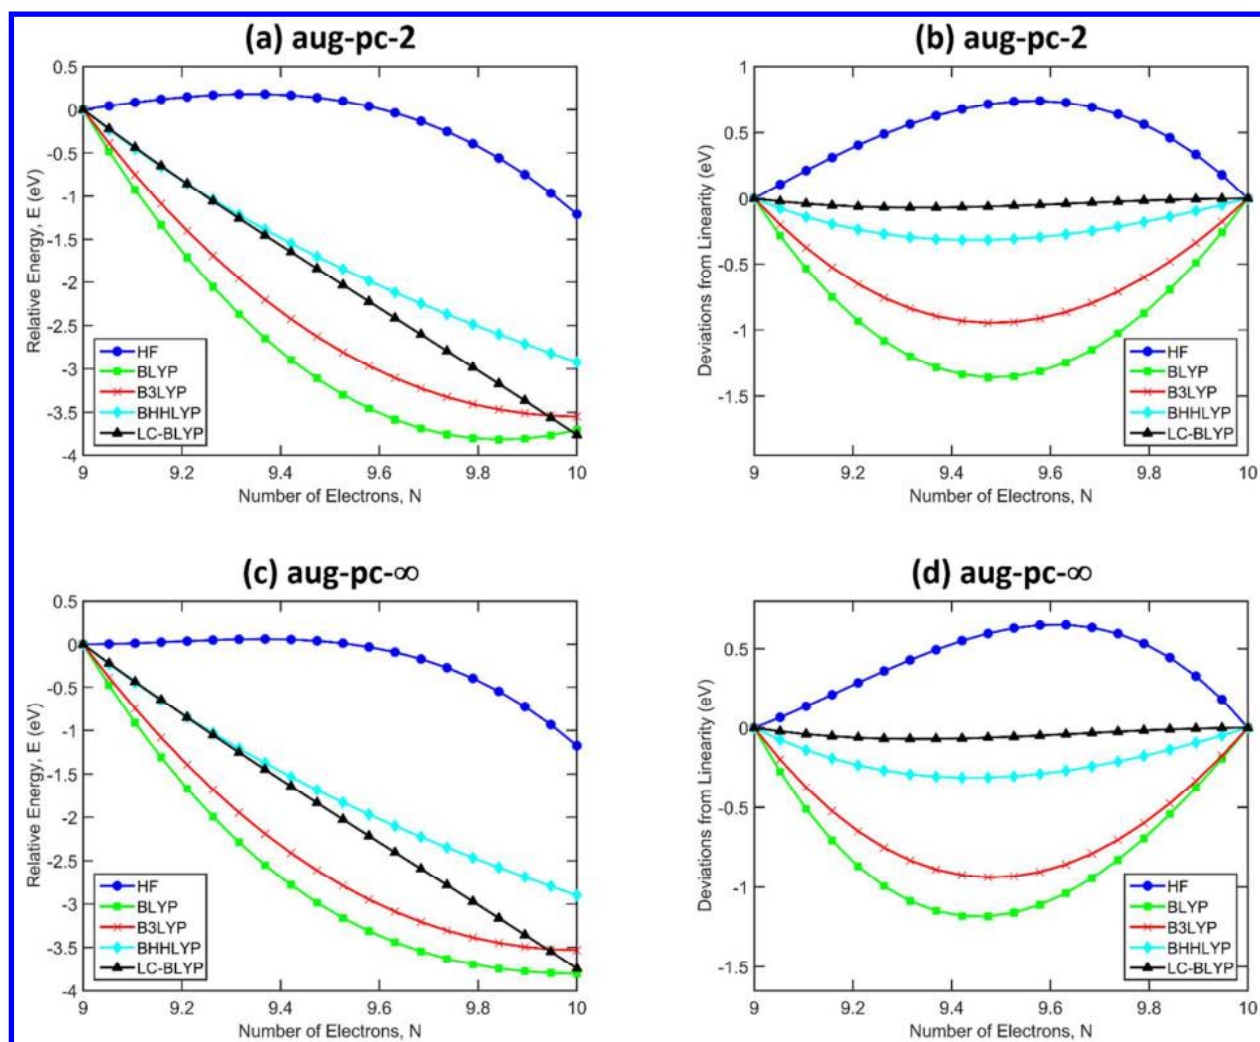 (a) aug-pc-2
0.5
0
-0.5
-1
-1.5
-2
-2.5
-3
-3.5
-4
Relative Energy, E (eV)
HF
BLYP
B3LYP
BHHLYP
LC-BLYP
9
9.2
9.4
9.6
9.8
10
Number of Electrons, N
(b) aug-pc-2
1
0.5
0
-0.5
-1
-1.5
Deviations from Linearity (eV)
HF
BLYP
B3LYP
BHHLYP
LC-BLYP
9
9.2
9.4
9.6
9.8
10
Number of Electrons, N
(c) aug-pc-∞
0.5
0
-0.5
-1
-1.5
-2
-2.5
-3
-3.5
-4
Relative Energy, E (eV)
HF
BLYP
B3LYP
BHHLYP
LC-BLYP
9
9.2
9.4
9.6
9.8
10
Number of Electrons, N
(d) aug-pc-∞
0.5
0
-0.5
-1
-1.5
Deviations from Linearity (eV)
HF
BLYP
B3LYP
BHHLYP
LC-BLYP
9
9.2
9.4
9.6
9.8
10
Number of Electrons, N